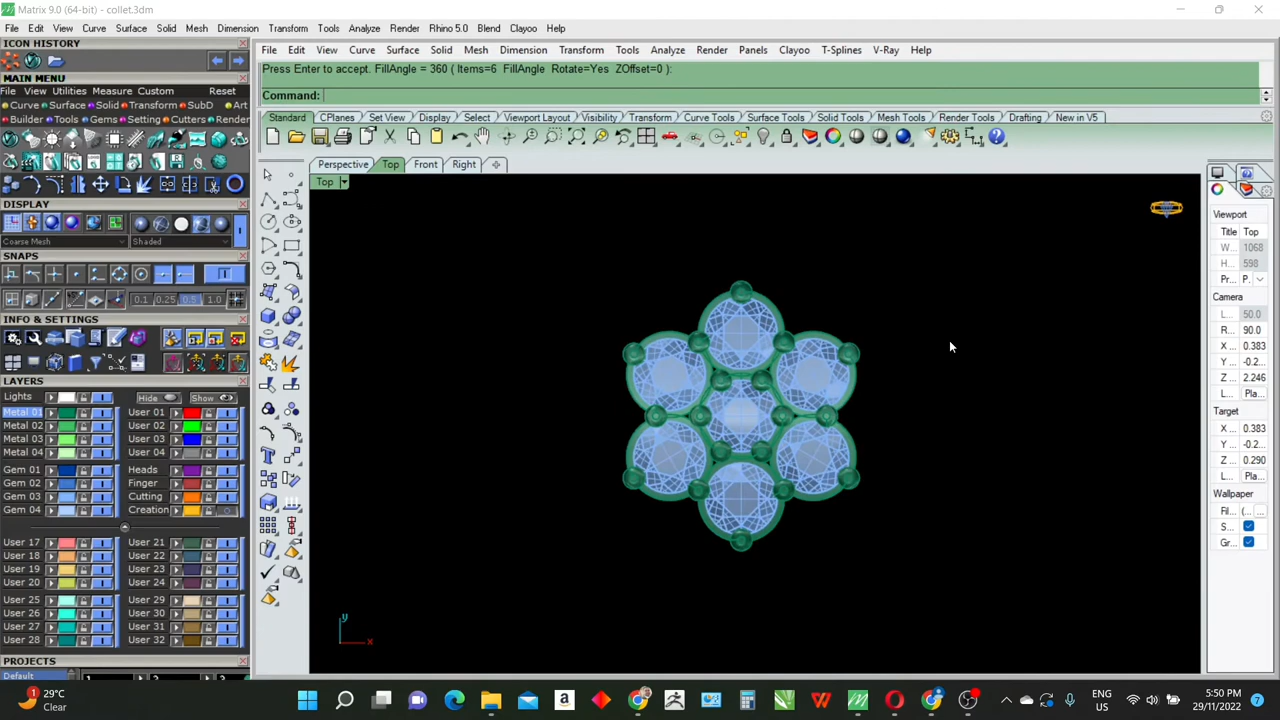 Matrix 9.0 (64-bit) - collet.3dm
File Edit View Curve Surface Solid Mesh Dimension Transform Tools Analyze Render Rhino 5.0 Blend Clayoo Help
ICON HISTORY
MAIN MENU
File View Utilities Measure Custom Reset
Curve Surface Solid Transform SubD Art
Builder Tools Gems Setting Cutters Render
DISPLAY
Coarse Mesh Shaded
SNAPS
0.1 0.25 0.5 1.0
INFO & SETTINGS
LAYERS
Lights Hide Show
Metal 01 User 01
Metal 02 User 02
Metal 03 User 03
Metal 04 User 04
Gem 01 Heads
Gem 02 Finger
Gem 03 Cutting
Gem 04 Creation
User 17 User 21
User 18 User 22
User 19 User 23
User 20 User 24
User 25 User 29
User 26 User 30
User 27 User 31
User 28 User 32
PROJECTS
Default
File Edit View Curve Surface Solid Mesh Dimension Transform Tools Analyze Render Panels Clayoo T-Splines V-Ray Help
Press Enter to accept. FillAngle = 360 ( Items=6 FillAngle Rotate=Yes ZOffset=0 ):
Command:
Standard CPlanes Set View Display Select Viewport Layout Visibility Transform Curve Tools Surface Tools Solid Tools Mesh Tools Render Tools Drafting New in V5
Perspective Top Front Right
Top
y
x
Viewport
Title Top
W... 1068
H... 598
Pr... P.
Camera
L... 50.0
R... 90.0
X ... 0.383
Y ... -0.2...
Z ... 2.246
L... Pla...
Target
X ... 0.383
Y ... -0.2...
Z ... 0.290
L... Pla...
Wallpaper
Fil... (... ...
S...
Gr...
1
29°C
Clear
ENG
US
5:50 PM
29/11/2022